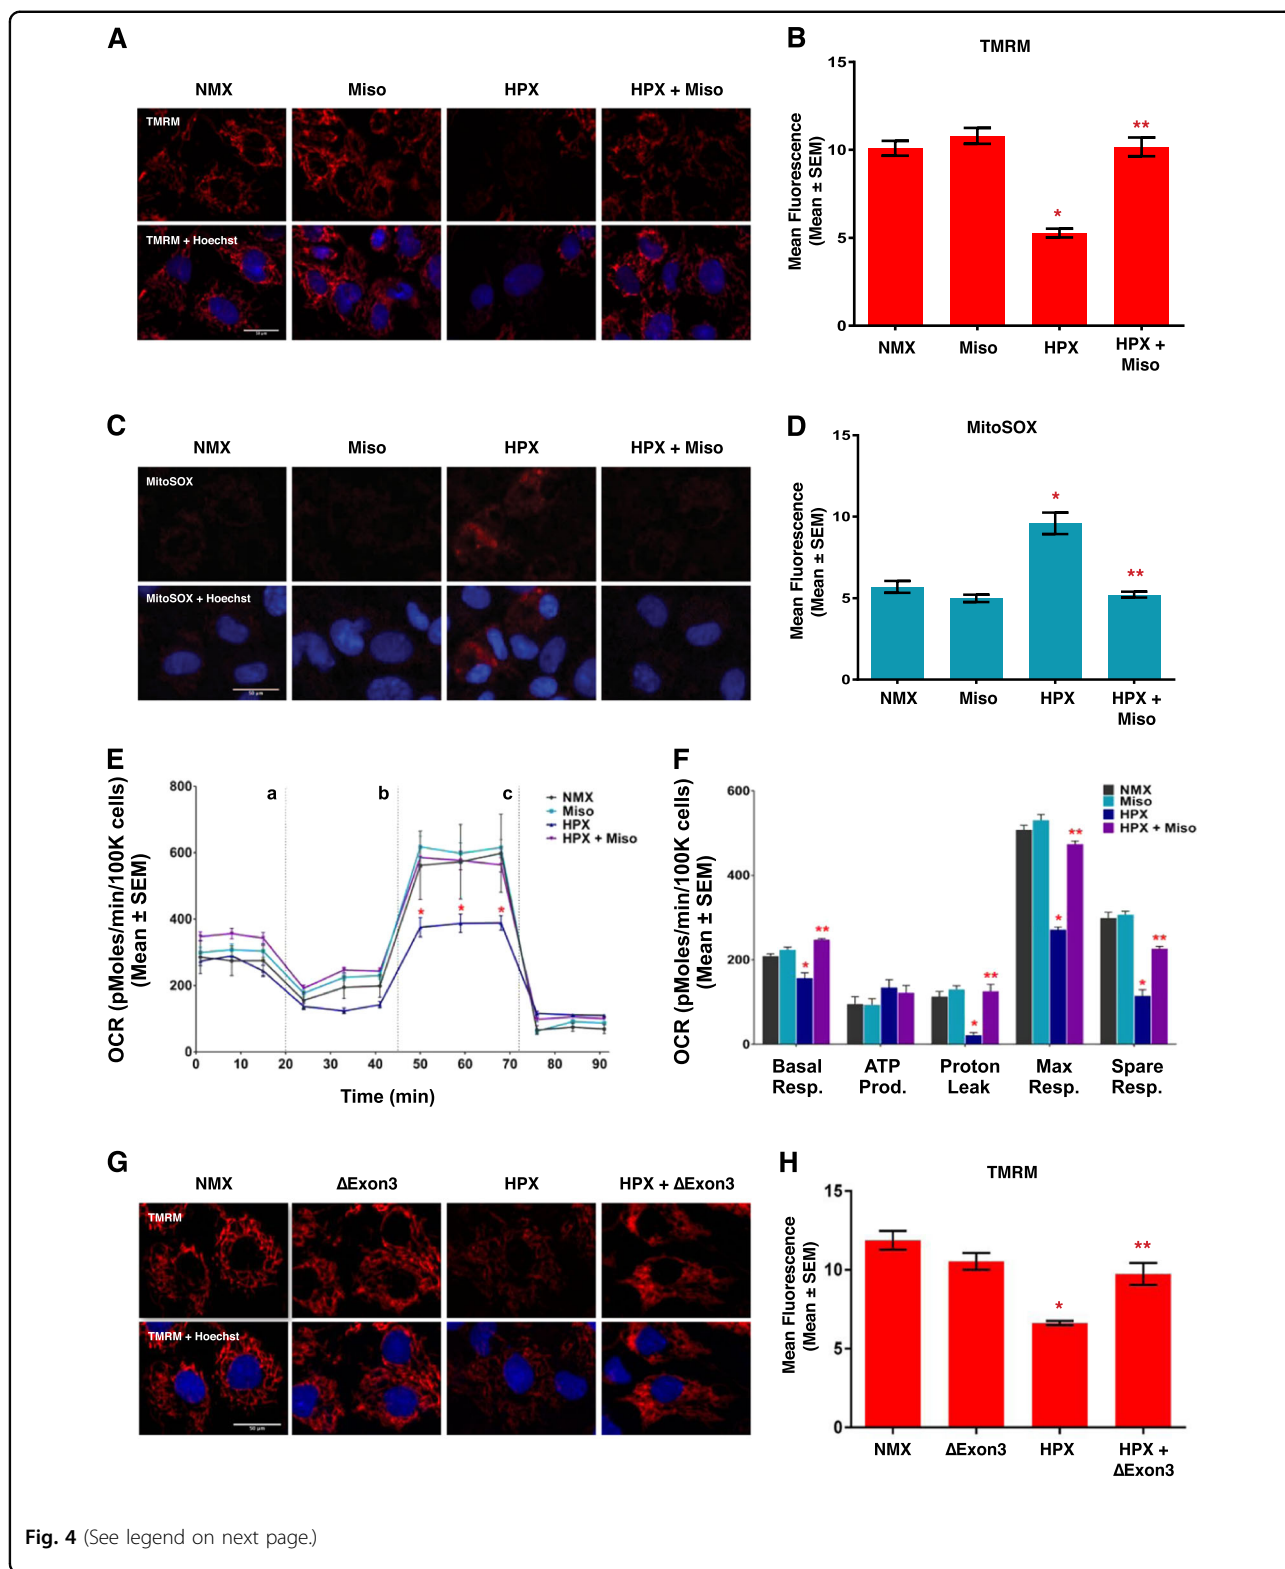 A
NMX Miso HPX HPX + Miso
TMRM
TMRM + Hoechst
B
TMRM
Mean Fluorescence
(Mean ± SEM)
15
10
5
0
*
**
NMX Miso HPX HPX +
Miso
C
NMX Miso HPX HPX + Miso
MitoSOX
MitoSOX + Hoechst
D
MitoSOX
Mean Fluorescence
(Mean ± SEM)
15
10
5
0
*
**
NMX Miso HPX HPX +
Miso
E
OCR (pMoles/min/100K cells)
(Mean ± SEM)
800
600
400
200
0
a b c
NMX
Miso
HPX
HPX + Miso
* * *
0 10 20 30 40 50 60 70 80 90
Time (min)
F
OCR (pMoles/min/100K cells)
(Mean ± SEM)
600
400
200
0
NMX
Miso
HPX
HPX + Miso
* ** * ** * ** * **
Basal ATP Proton Max Spare
Resp. Prod. Leak Resp. Resp.
G
NMX ΔExon3 HPX HPX + ΔExon3
TMRM
TMRM + Hoechst
50 µm
H
TMRM
Mean Fluorescence
(Mean ± SEM)
15
10
5
0
*
**
NMX ΔExon3 HPX HPX +
ΔExon3
Fig. 4 (See legend on next page.)